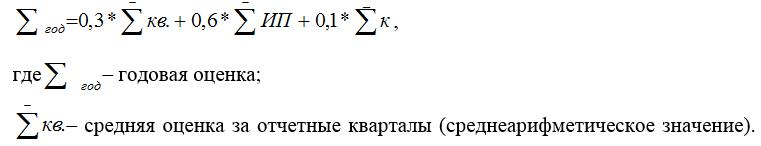 ∑ год=0,3* ∑̄ кв. + 0,6* ∑̄ ИП + 0,1* ∑̄ к ,
где ∑ год – годовая оценка;
∑̄ кв. – средняя оценка за отчетные кварталы (среднеарифметическое значение).